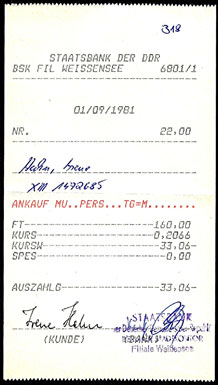 318
STAATSBANK DER DDR
BSK FIL WEISSENSEE 6801/1
01/09/1981
NR. 22,00
Hahn, Irene
XIII 1472685
ANKAUF MU..PERS...TG=M........
FT--------------160,00
KURS------------0,2066
KURSW------------33,06
SPES--------------0,00
AUSZAHLG---------33,06
Irene Hahn
STAATSBANK
(KUNDE) (BANK)
Filiale Weißensee